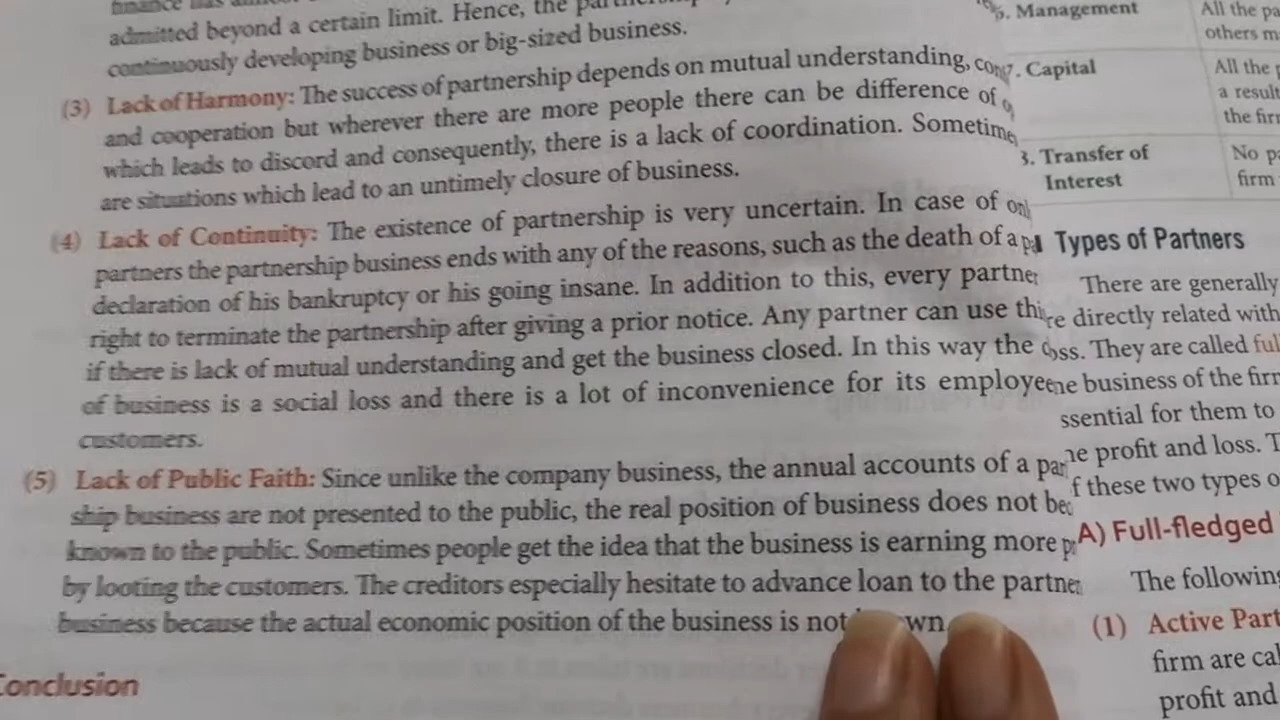 admitted beyond a certain limit. Hence, the
continuously developing business or big-sized business.
(3) Lack of Harmony: The success of partnership depends on mutual understanding,
and cooperation but wherever there are more people there can be difference of
which leads to discord and consequently, there is a lack of coordination. Sometime
are situations which lead to an untimely closure of business.
(4) Lack of Continuity: The existence of partnership is very uncertain. In case of
partners the partnership business ends with any of the reasons, such as the death of a
declaration of his bankruptcy or his going insane. In addition to this, every partne
right to terminate the partnership after giving a prior notice. Any partner can use
if there is lack of mutual understanding and get the business closed. In this way the
of business is a social loss and there is a lot of inconvenience for its employe
customers.
(5) Lack of Public Faith: Since unlike the company business, the annual accounts of a
ship business are not presented to the public, the real position of business does not
known to the public. Sometimes people get the idea that the business is earning more
by looting the customers. The creditors especially hesitate to advance loan to the partne
business because the actual economic position of the business is not
Conclusion
Management
All the
others
7. Capital
All the
a result
the
Transfer of
No
Interest
firm
Types of Partners
There are generally
directly related with
They are called
business of the
ssential for them to
profit and loss.
these two types
A) Full-fledged
The following
(1) Active
firm are
profit and